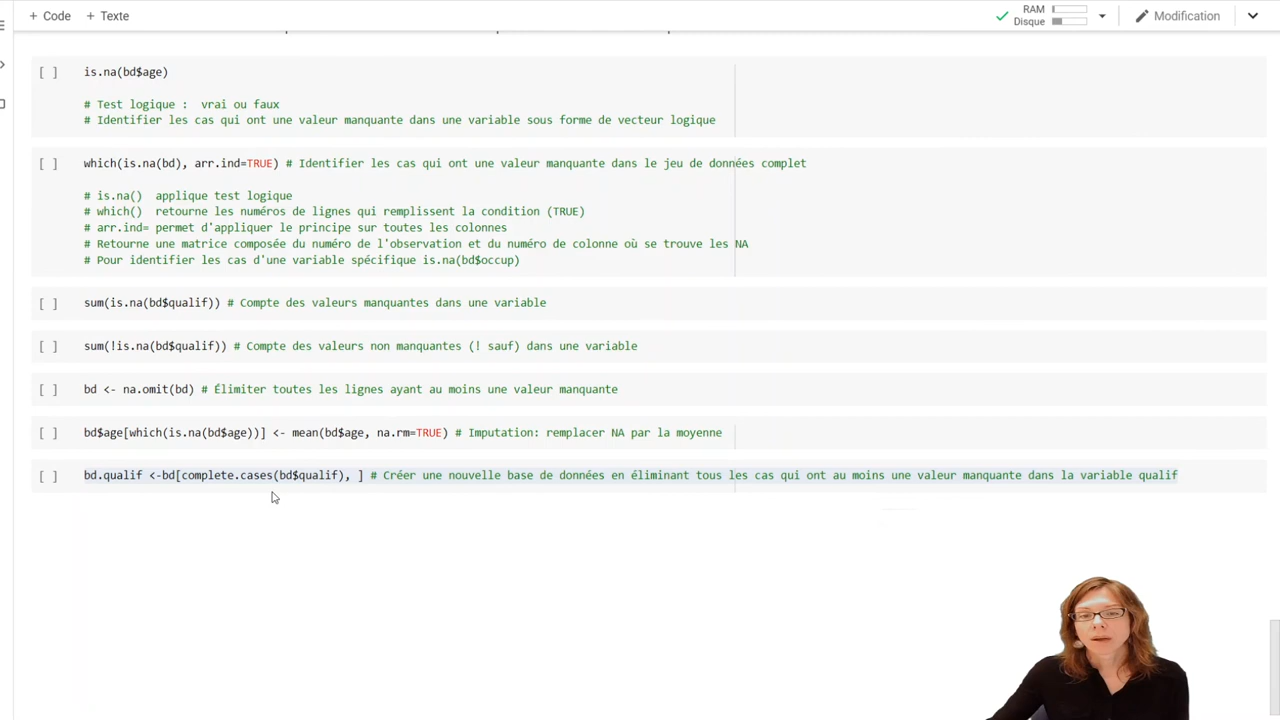 + Code + Texte
RAM
Disque
Modification
[ ] is.na(bd$age)
# Test logique :  vrai ou faux
# Identifier les cas qui ont une valeur manquante dans une variable sous forme de vecteur logique
[ ] which(is.na(bd), arr.ind=TRUE) # Identifier les cas qui ont une valeur manquante dans le jeu de données complet
# is.na()  applique test logique
# which()  retourne les numéros de lignes qui remplissent la condition (TRUE)
# arr.ind= permet d'appliquer le principe sur toutes les colonnes
# Retourne une matrice composée du numéro de l'observation et du numéro de colonne où se trouve les NA
# Pour identifier les cas d'une variable spécifique is.na(bd$occup)
[ ] sum(is.na(bd$qualif)) # Compte des valeurs manquantes dans une variable
[ ] sum(!is.na(bd$qualif)) # Compte des valeurs non manquantes (! sauf) dans une variable
[ ] bd <- na.omit(bd) # Élimiter toutes les lignes ayant au moins une valeur manquante
[ ] bd$age[which(is.na(bd$age))] <- mean(bd$age, na.rm=TRUE) # Imputation: remplacer NA par la moyenne
[ ] bd.qualif <-bd[complete.cases(bd$qualif), ] # Créer une nouvelle base de données en éliminant tous les cas qui ont au moins une valeur manquante dans la variable qualif